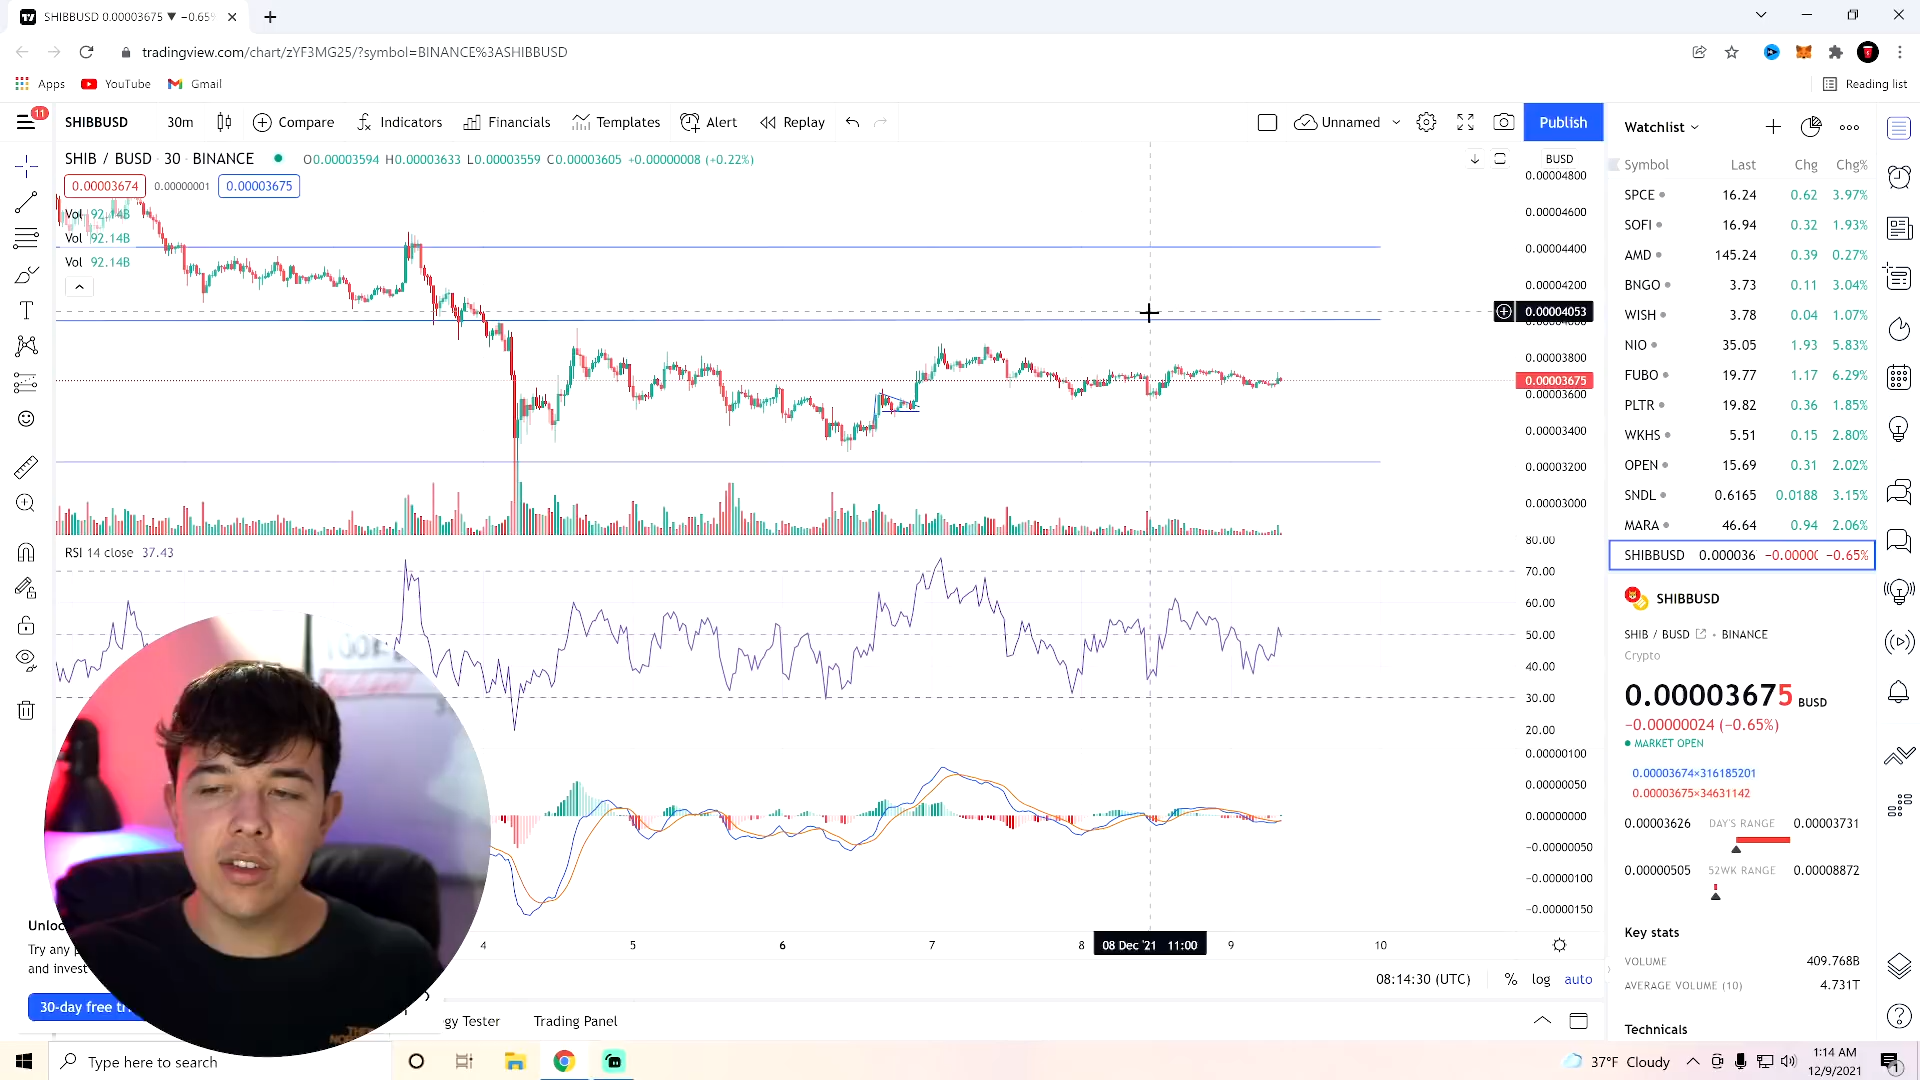 SHIBBUSD 0.00003675 ▼ −0.65%
tradingview.com/chart/zYF3MG25/?symbol=BINANCE%3ASHIBBUSD
Apps YouTube Gmail Reading list
11
SHIBBUSD 30m Compare Indicators Financials Templates Alert Replay Unnamed Publish
SHIB / BUSD · 30 · BINANCE O0.00003594 H0.00003633 L0.00003559 C0.00003605 +0.00000008 (+0.22%)
0.00003674 0.00000001 0.00003675
Vol 92.14B
Vol 92.14B
Vol 92.14B
BUSD
0.00004800
0.00004600
0.00004400
0.00004200
0.00004053
0.00003800
0.00003675
0.00003600
0.00003400
0.00003200
0.00003000
RSI 14 close 37.43
80.00
70.00
60.00
50.00
40.00
30.00
20.00
0.00000100
0.00000050
0.00000000
−0.00000050
−0.00000100
−0.00000150
4 5 6 7 8 08 Dec '21 11:00 9 10
08:14:30 (UTC) % log auto
Unloc
Try any p
and invest
30-day free tr
gy Tester Trading Panel
Watchlist
Symbol Last Chg Chg%
SPCE 16.24 0.62 3.97%
SOFI 16.94 0.32 1.93%
AMD 145.24 0.39 0.27%
BNGO 3.73 0.11 3.04%
WISH 3.78 0.04 1.07%
NIO 35.05 1.93 5.83%
FUBO 19.77 1.17 6.29%
PLTR 19.82 0.36 1.85%
WKHS 5.51 0.15 2.80%
OPEN 15.69 0.31 2.02%
SNDL 0.6165 0.0188 3.15%
MARA 46.64 0.94 2.06%
SHIBBUSD 0.000036 −0.0000( −0.65%
SHIBBUSD
SHIB / BUSD • BINANCE
Crypto
0.00003675 BUSD
−0.00000024 (−0.65%)
MARKET OPEN
0.00003674×316185201
0.00003675×34631142
0.00003626 DAY'S RANGE 0.00003731
0.00000505 52WK RANGE 0.00008872
Key stats
VOLUME 409.768B
AVERAGE VOLUME (10) 4.731T
Technicals
Type here to search
37°F Cloudy
1:14 AM
12/9/2021
1